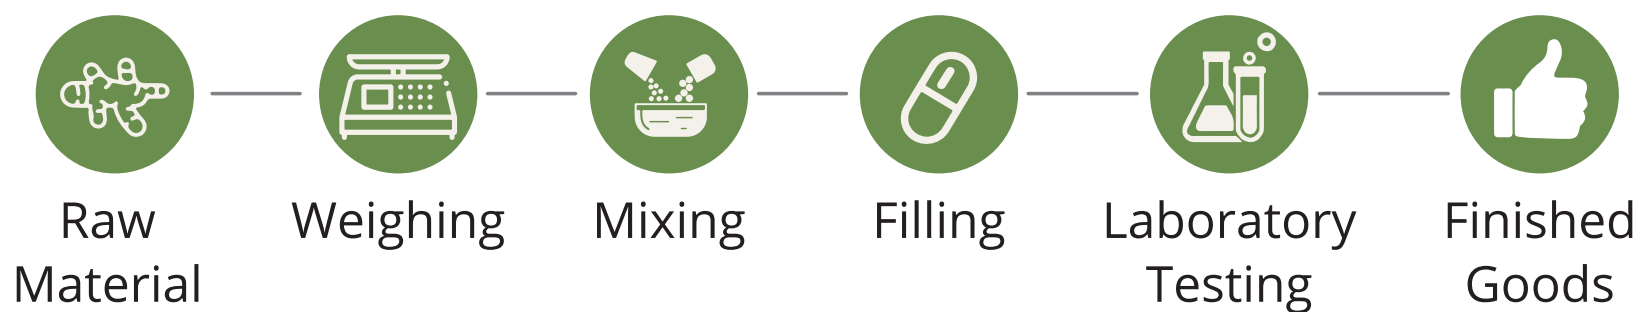 Raw
Material
Weighing
Mixing
Filling
Laboratory
Testing
Finished
Goods